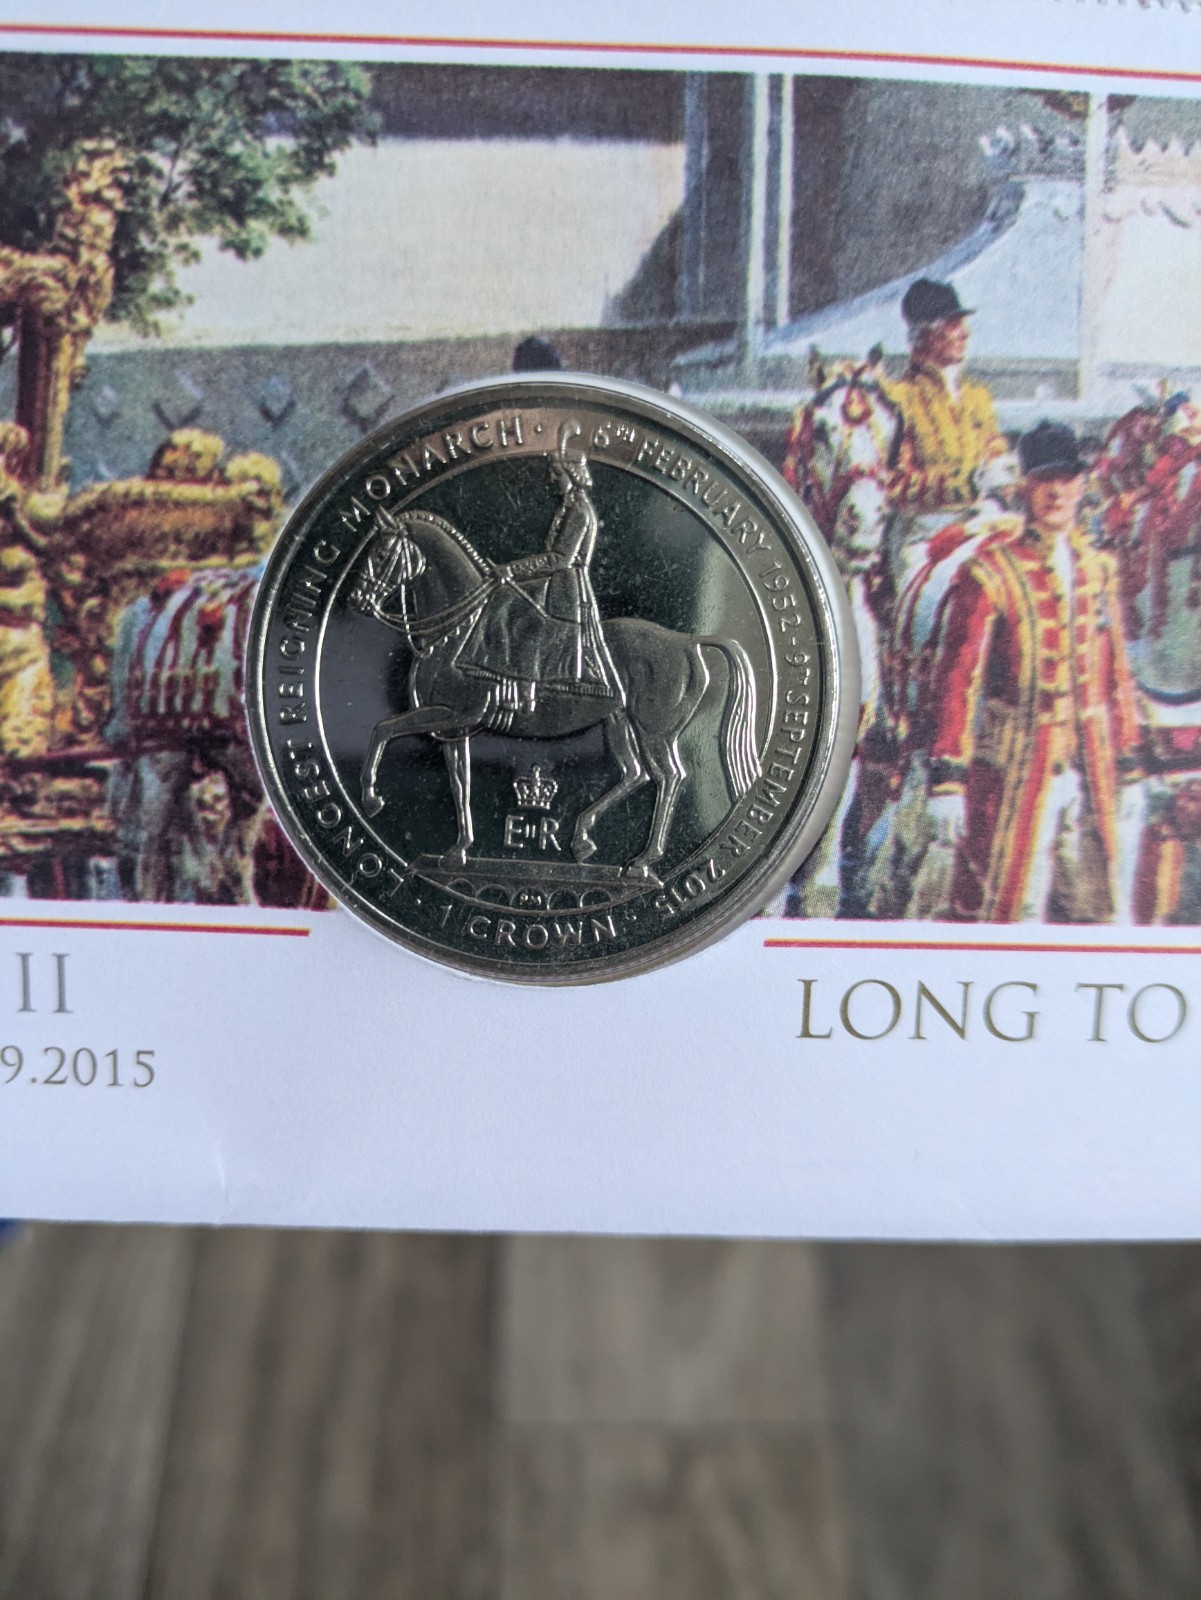 LONGEST REIGNING MONARCH · 6TH FEBRUARY 1952 - 9TH SEPTEMBER 2015
· 1 CROWN ·
EIIR
II
9.2015
LONG TO